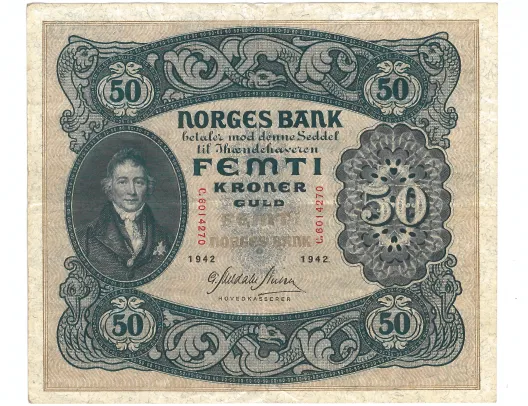 50 50
NORGES BANK
betaler mod denne Seddel
til Ihændehaveren
FEMTI
KRONER
GULD
C.6014270
C.6014270
50
FEMTI
NORGES BANK
1942 1942
HOVEDKASSERER
50 50